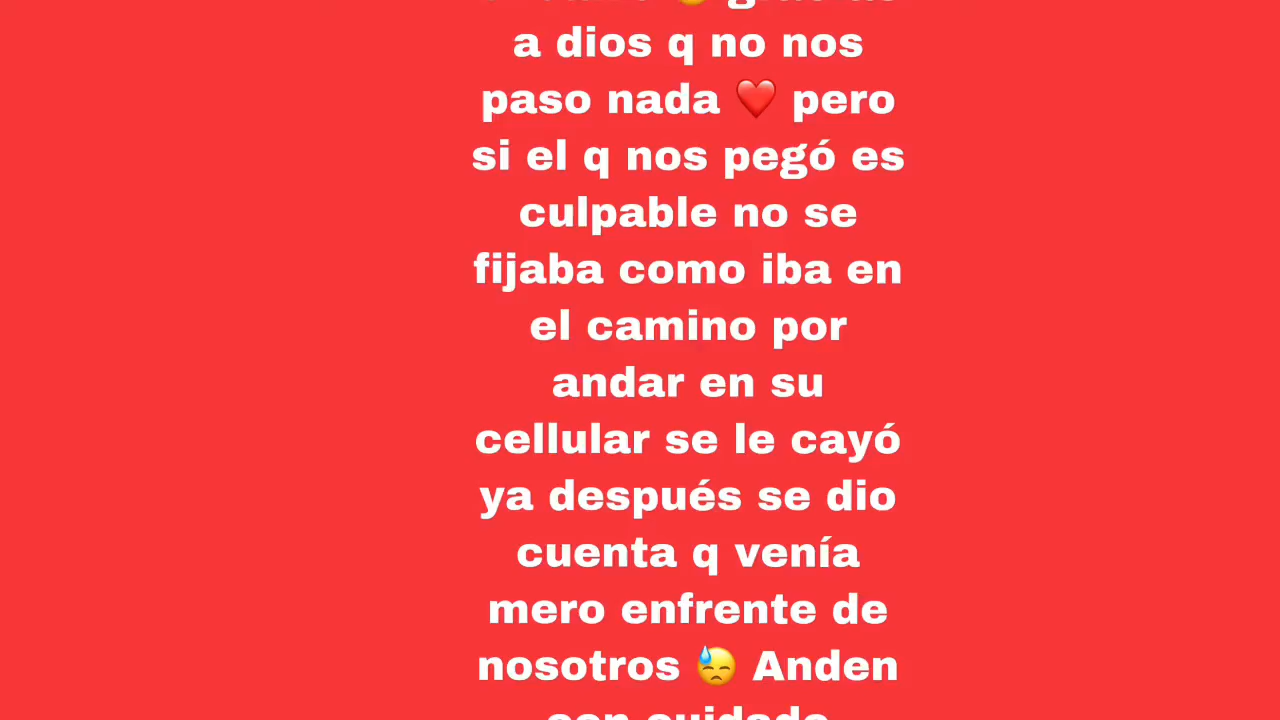 a dios q no nos
paso nada ❤️ pero
si el q nos pegó es
culpable no se
fijaba como iba en
el camino por
andar en su
cellular se le cayó
ya después se dio
cuenta q venía
mero enfrente de
nosotros 😓 Anden
con cuidado